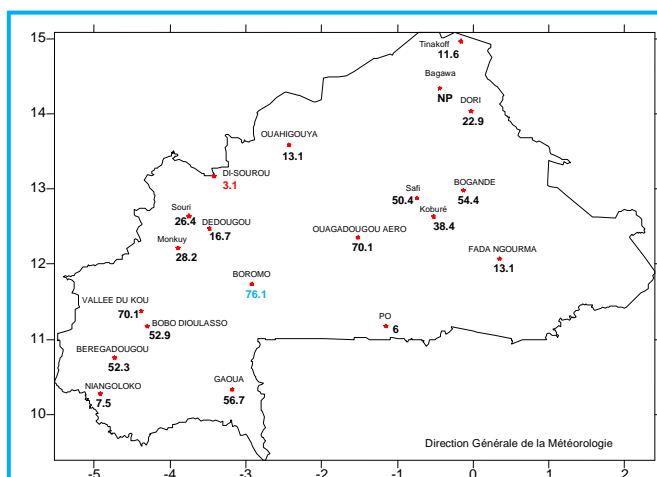 15
Tinakoff
11.6
Bagawa
NP
14
DORI
22.9
OUAHIGOUYA
13.1
DI-SOUROU
3.1
13
Safi
50.4
BOGANDE
54.4
Souri
26.4
Koburé
38.4
DEDOUGOU
16.7
OUAGADOUGOU AERO
70.1
Monkuy
28.2
12
FADA NGOURMA
13.1
BOROMO
76.1
VALLEE DU KOU
70.1
BOBO DIOULASSO
52.9
PO
6
11
BEREGADOUGOU
52.3
NIANGOLOKO
7.5
GAOUA
56.7
10
Direction Générale de la Météorologie
-5 -4 -3 -2 -1 0 1 2